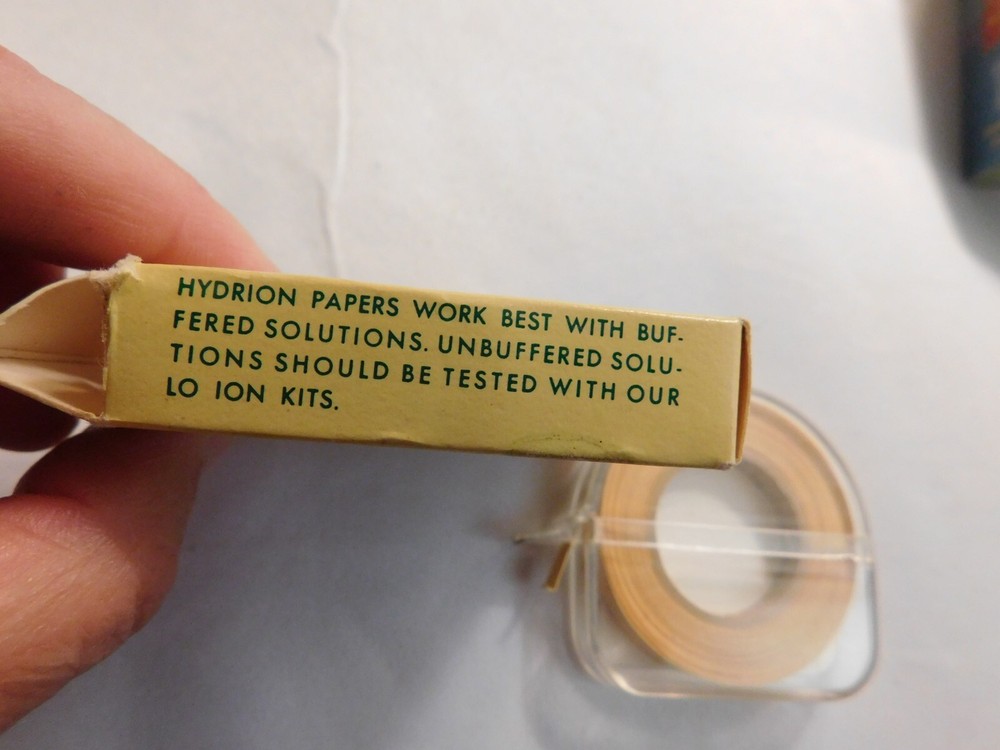 HYDRION PAPERS WORK BEST WITH BUF-
FERED SOLUTIONS. UNBUFFERED SOLU-
TIONS SHOULD BE TESTED WITH OUR
LO ION KITS.